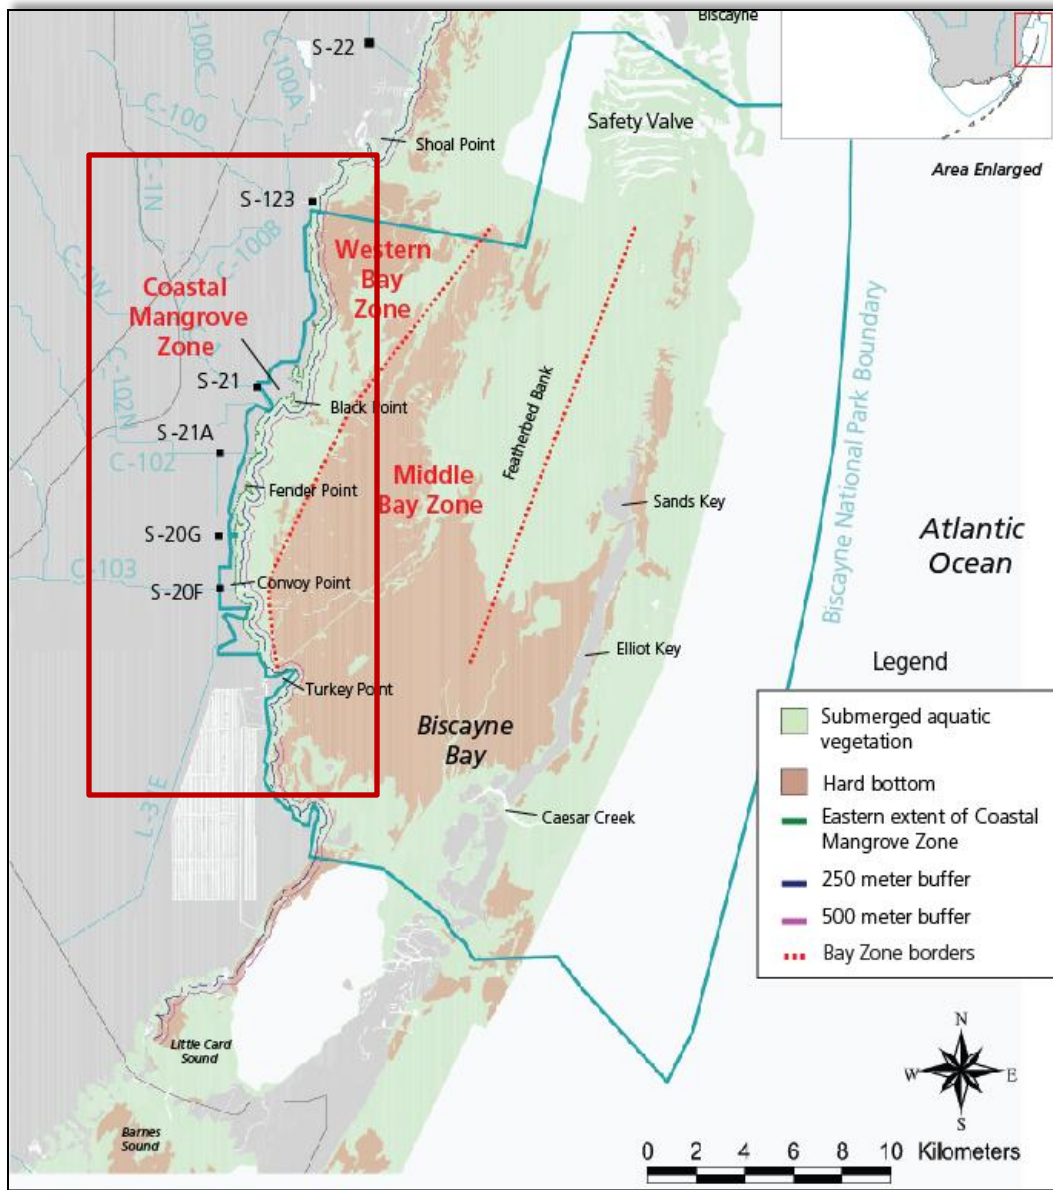 Biscayne
S-22
C-100C
C-100A
C-100
Safety Valve
Shoal Point
Area Enlarged
C-1N
S-123
C-100B
Western
Bay
Zone
C-1N
Coastal
Mangrove
Zone
C-102N
S-21
Black Point
S-21A
C-102
Featherbed Bank
Middle
Bay Zone
Fender Point
Sands Key
Biscayne National Park Boundary
Atlantic
Ocean
S-20G
C-103
Convoy Point
S-20F
Elliot Key
Turkey Point
Legend
Biscayne
Bay
Submerged aquatic
vegetation
Hard bottom
L-3 E
Caesar Creek
Eastern extent of Coastal
Mangrove Zone
250 meter buffer
500 meter buffer
Bay Zone borders
Little Card
Sound
N
W
E
S
Barnes
Sound
0 2 4 6 8 10 Kilometers